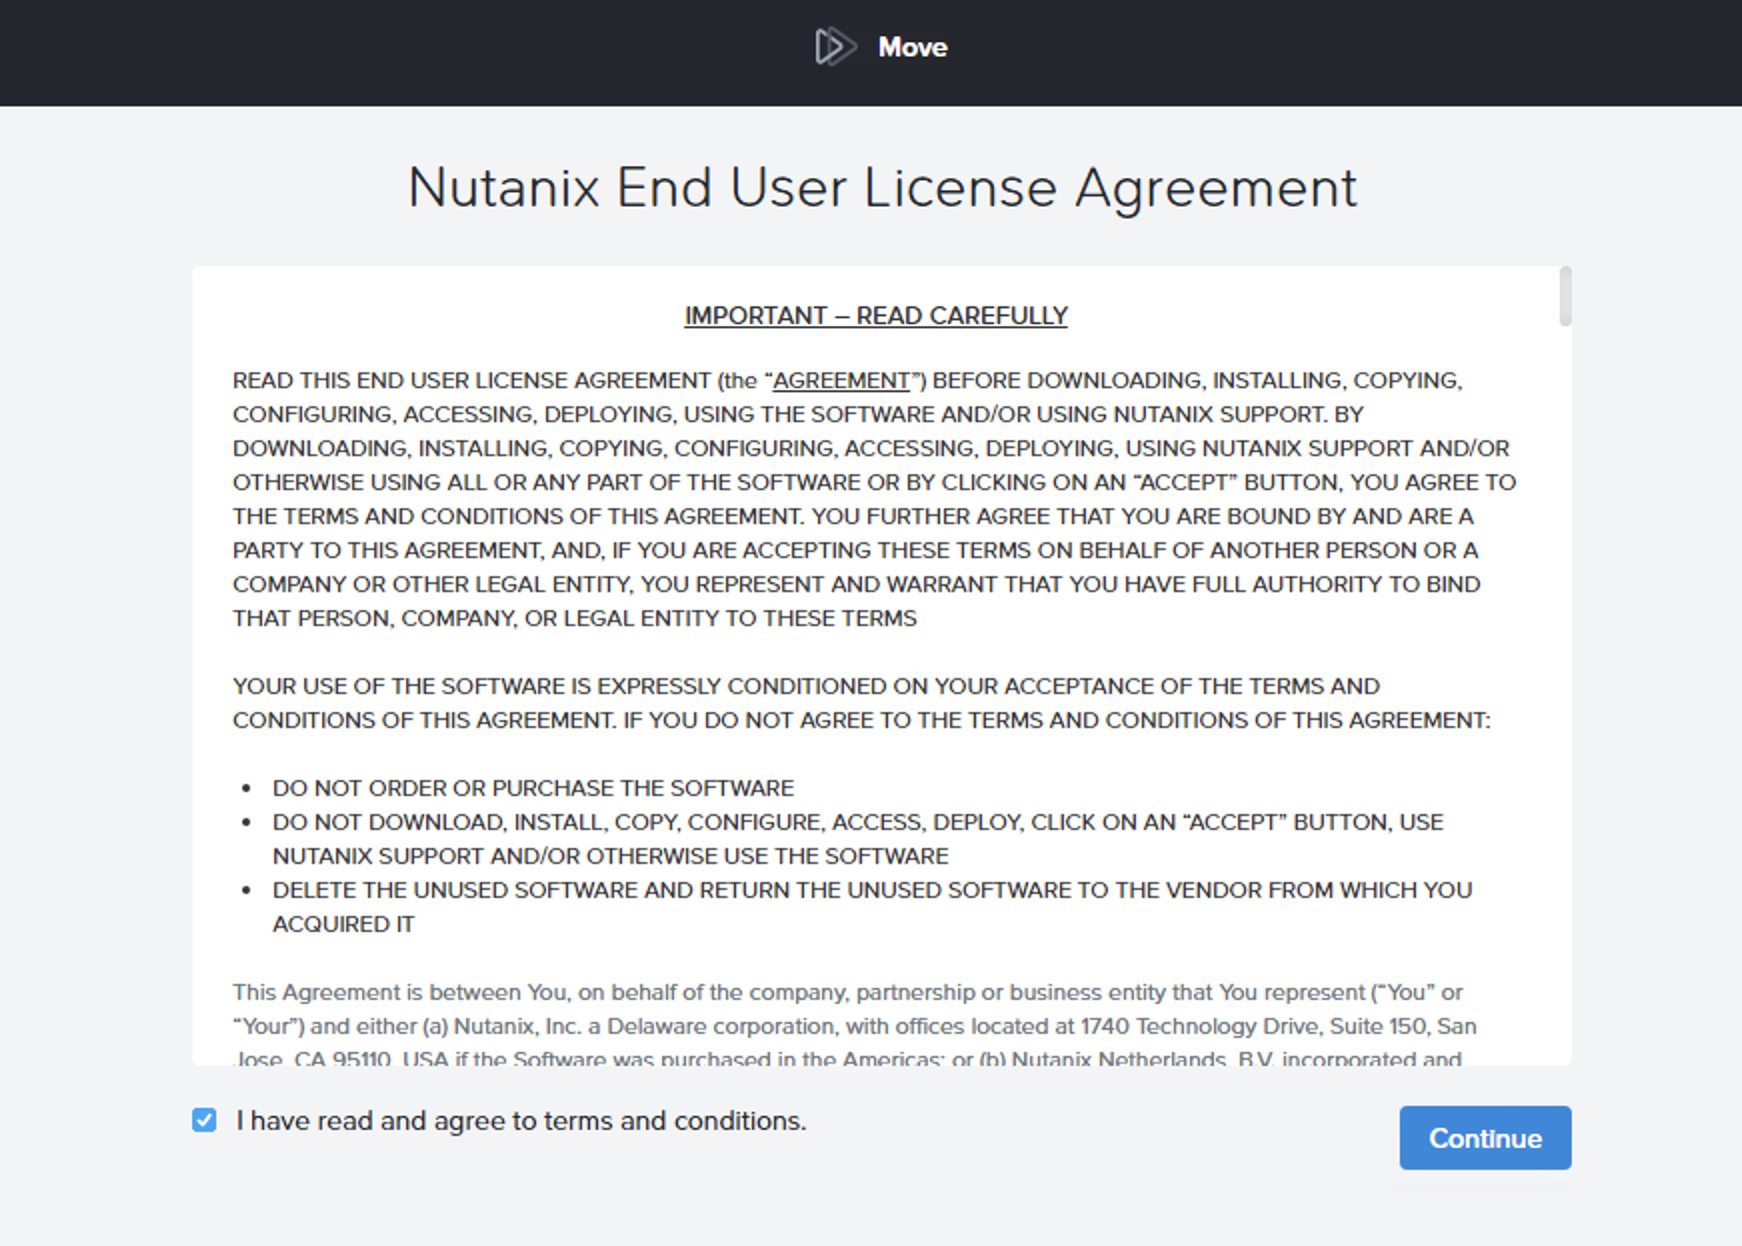 Move
Nutanix End User License Agreement
IMPORTANT – READ CAREFULLY
READ THIS END USER LICENSE AGREEMENT (the “AGREEMENT”) BEFORE DOWNLOADING, INSTALLING, COPYING,
CONFIGURING, ACCESSING, DEPLOYING, USING THE SOFTWARE AND/OR USING NUTANIX SUPPORT. BY
DOWNLOADING, INSTALLING, COPYING, CONFIGURING, ACCESSING, DEPLOYING, USING NUTANIX SUPPORT AND/OR
OTHERWISE USING ALL OR ANY PART OF THE SOFTWARE OR BY CLICKING ON AN “ACCEPT” BUTTON, YOU AGREE TO
THE TERMS AND CONDITIONS OF THIS AGREEMENT. YOU FURTHER AGREE THAT YOU ARE BOUND BY AND ARE A
PARTY TO THIS AGREEMENT, AND, IF YOU ARE ACCEPTING THESE TERMS ON BEHALF OF ANOTHER PERSON OR A
COMPANY OR OTHER LEGAL ENTITY, YOU REPRESENT AND WARRANT THAT YOU HAVE FULL AUTHORITY TO BIND
THAT PERSON, COMPANY, OR LEGAL ENTITY TO THESE TERMS
YOUR USE OF THE SOFTWARE IS EXPRESSLY CONDITIONED ON YOUR ACCEPTANCE OF THE TERMS AND
CONDITIONS OF THIS AGREEMENT. IF YOU DO NOT AGREE TO THE TERMS AND CONDITIONS OF THIS AGREEMENT:
• DO NOT ORDER OR PURCHASE THE SOFTWARE
• DO NOT DOWNLOAD, INSTALL, COPY, CONFIGURE, ACCESS, DEPLOY, CLICK ON AN “ACCEPT” BUTTON, USE
NUTANIX SUPPORT AND/OR OTHERWISE USE THE SOFTWARE
• DELETE THE UNUSED SOFTWARE AND RETURN THE UNUSED SOFTWARE TO THE VENDOR FROM WHICH YOU
ACQUIRED IT
This Agreement is between You, on behalf of the company, partnership or business entity that You represent (“You” or
“Your”) and either (a) Nutanix, Inc. a Delaware corporation, with offices located at 1740 Technology Drive, Suite 150, San
Jose, CA 95110, USA if the Software was purchased in the Americas; or (b) Nutanix Netherlands, B.V. incorporated and
I have read and agree to terms and conditions.
Continue